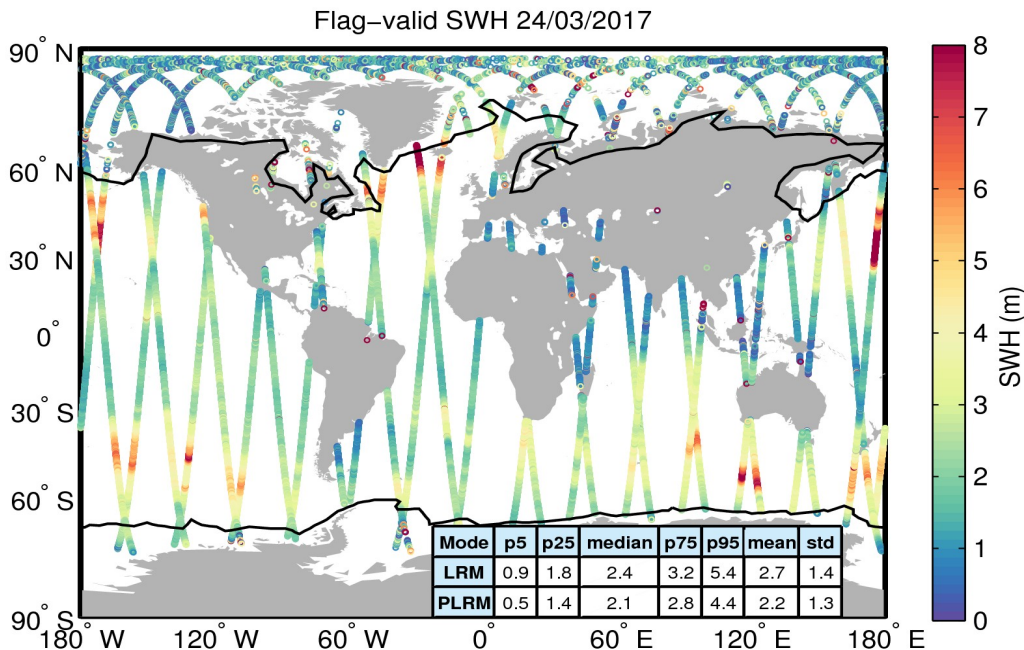 Flag−valid SWH 24/03/2017
90° N
60° N
30° N
0°
30° S
60° S
90° S
180° W
120° W
60° W
0°
60° E
120° E
180° E
Mode p5 p25 median p75 p95 mean std
LRM 0.9 1.8 2.4 3.2 5.4 2.7 1.4
PLRM 0.5 1.4 2.1 2.8 4.4 2.2 1.3
8
7
6
5
4
3
2
1
0
SWH (m)